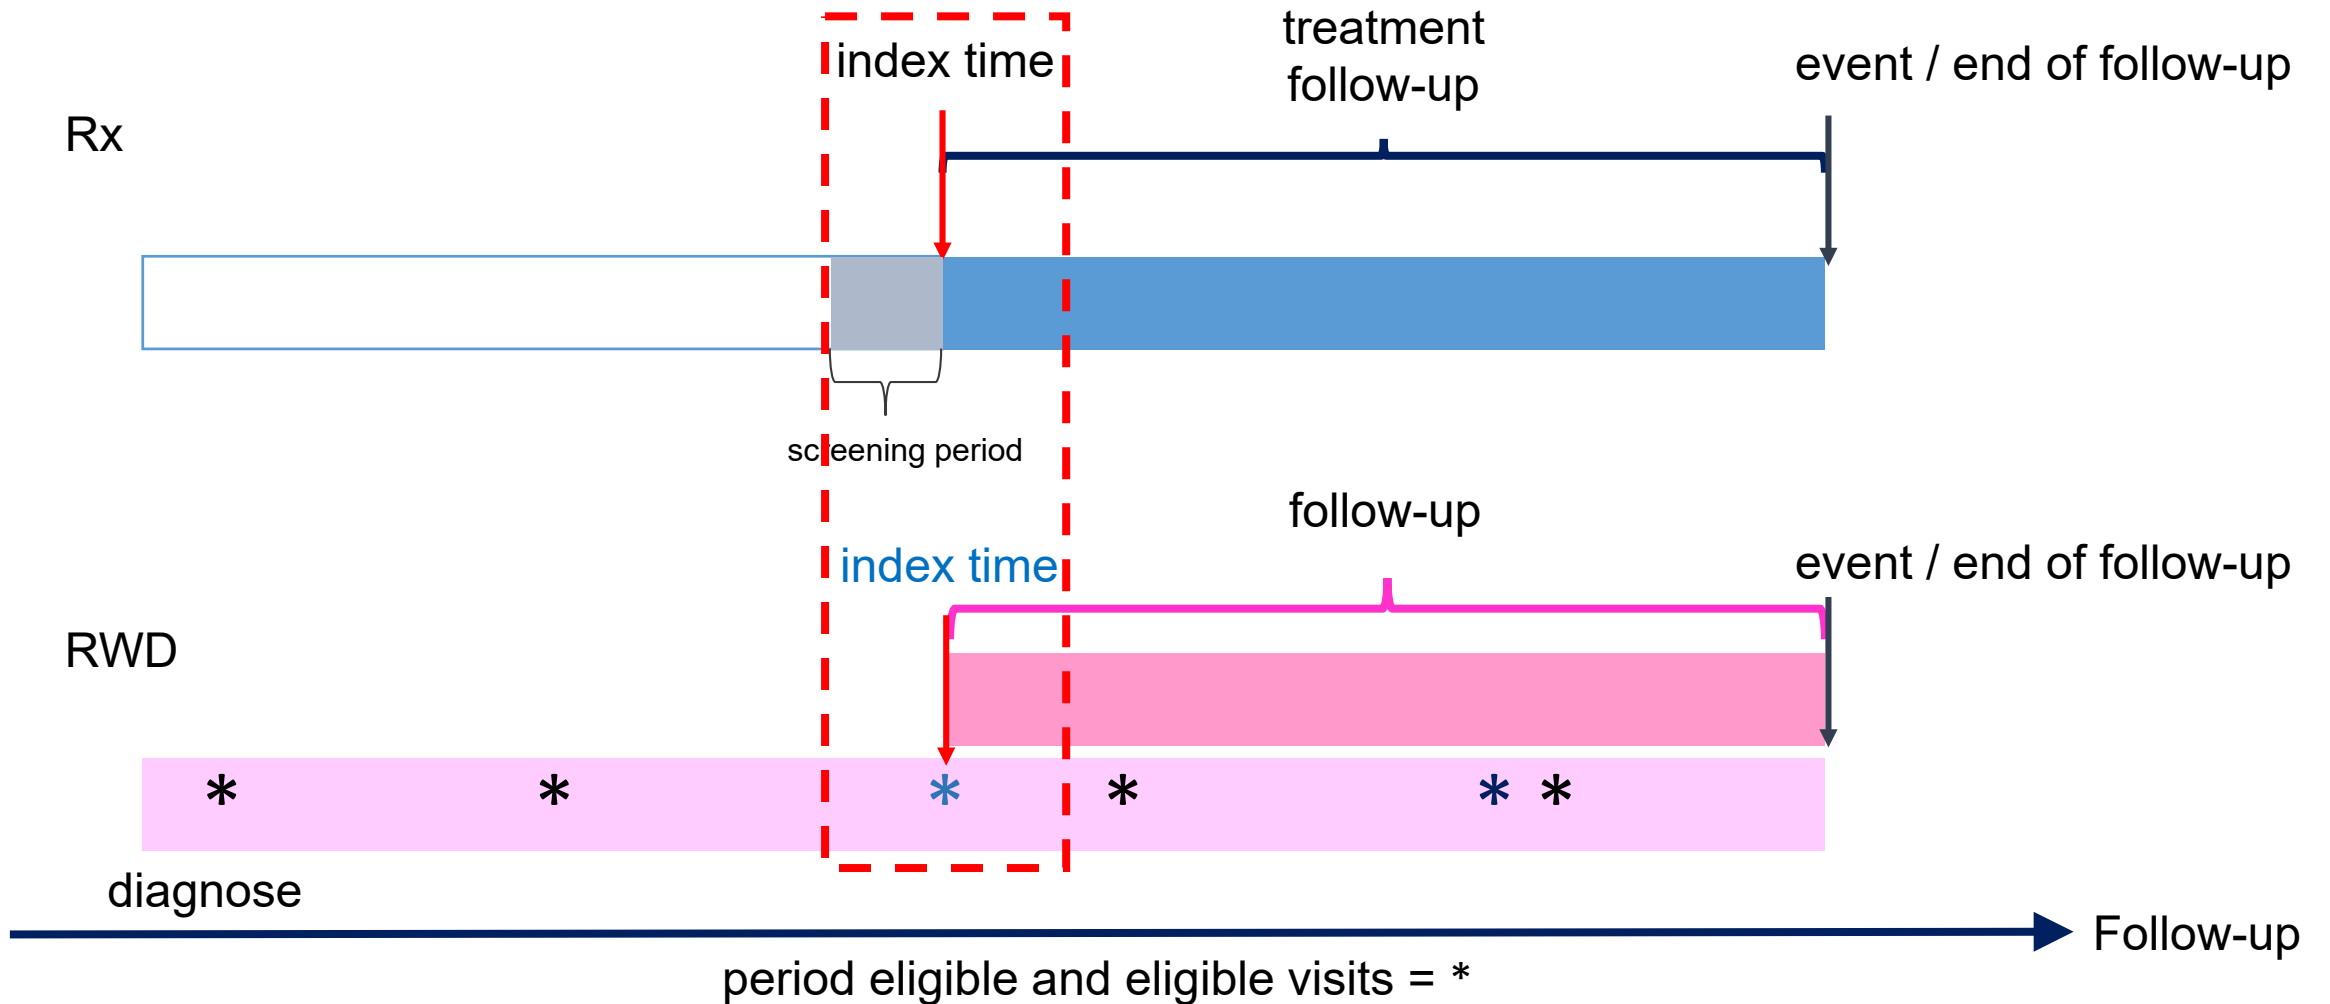 index time
treatment
follow-up
event / end of follow-up
Rx
screening period
follow-up
index time
event / end of follow-up
RWD
* * * * * *
diagnose
Follow-up
period eligible and eligible visits = *